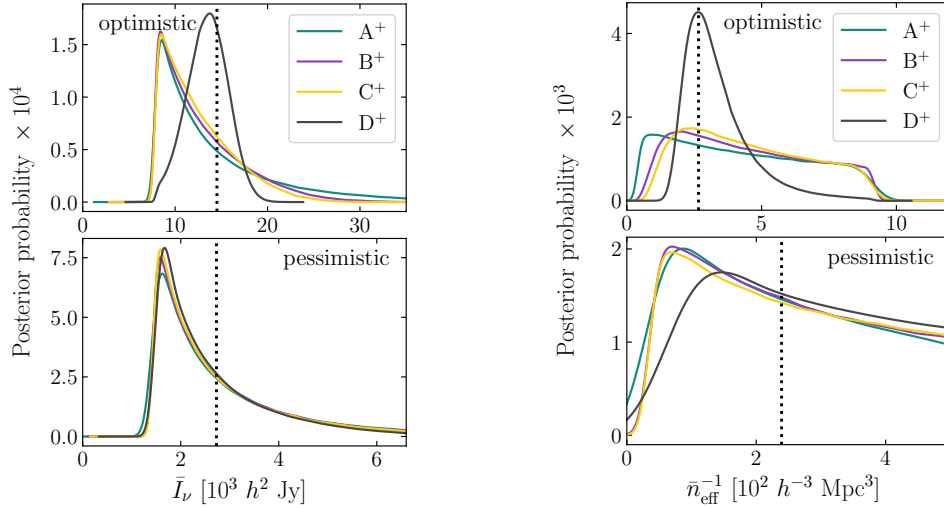 Posterior probability × 10⁴
optimistic
A⁺
B⁺
C⁺
D⁺
1.5
1.0
0.5
0.0
0 10 20 30
pessimistic
7.5
5.0
2.5
0.0
0 2 4 6
Ī_ν [10³ h² Jy]
Posterior probability × 10³
optimistic
A⁺
B⁺
C⁺
D⁺
4
2
0
0 5 10
pessimistic
2
1
0
0 2 4
n̄_eff⁻¹ [10² h⁻³ Mpc³]